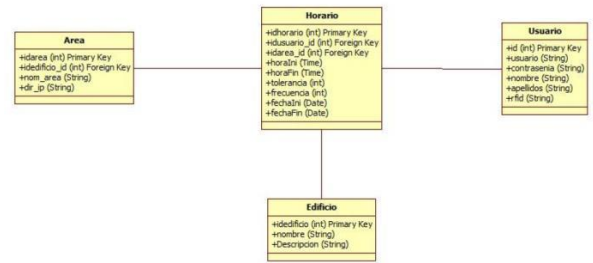 Area
+idarea (int) Primary Key
+idedificio_id (int) Foreign Key
+nom_area (String)
+dir_ip (String)
Horario
+idhorario (int) Primary Key
+idusuario_id (int) Foreign Key
+idarea_id (int) Foreign Key
+horaIni (Time)
+horaFin (Time)
+tolerancia (int)
+frecuencia (int)
+fechaIni (Date)
+fechaFin (Date)
Usuario
+id (int) Primary Key
+usuario (String)
+contrasenia (String)
+nombre (String)
+apellidos (String)
+rfid (String)
Edificio
+idedificio (int) Primary Key
+nombre (String)
+Descripcion (String)